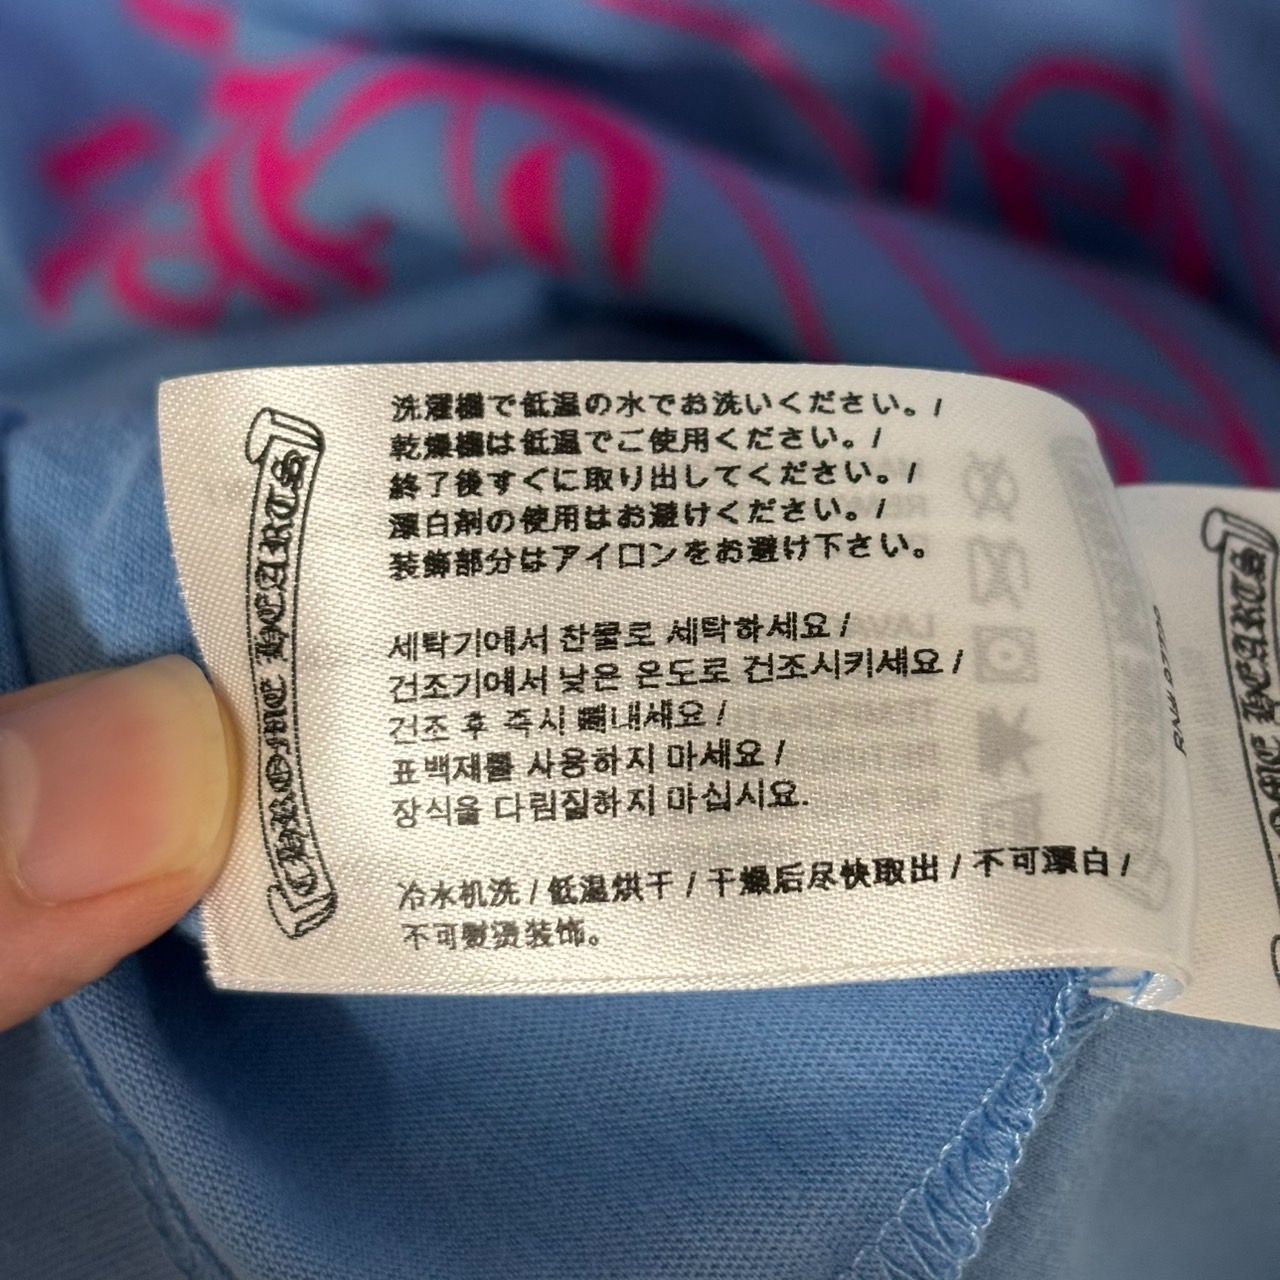 CHROME HEARTS
洗濯機で低温の水でお洗いください。/
乾燥機は低温でご使用ください。/
終了後すぐに取り出してください。/
漂白剤の使用はお避けください。/
装飾部分はアイロンをお避け下さい。
세탁기에서 찬물로 세탁하세요 /
건조기에서 낮은 온도로 건조시키세요 /
건조 후 즉시 빼내세요 /
표백재를 사용하지 마세요 /
장식을 다림질하지 마십시요.
冷水机洗 / 低温烘干 / 干燥后尽快取出 / 不可漂白 /
不可熨烫装饰。
HEARTS